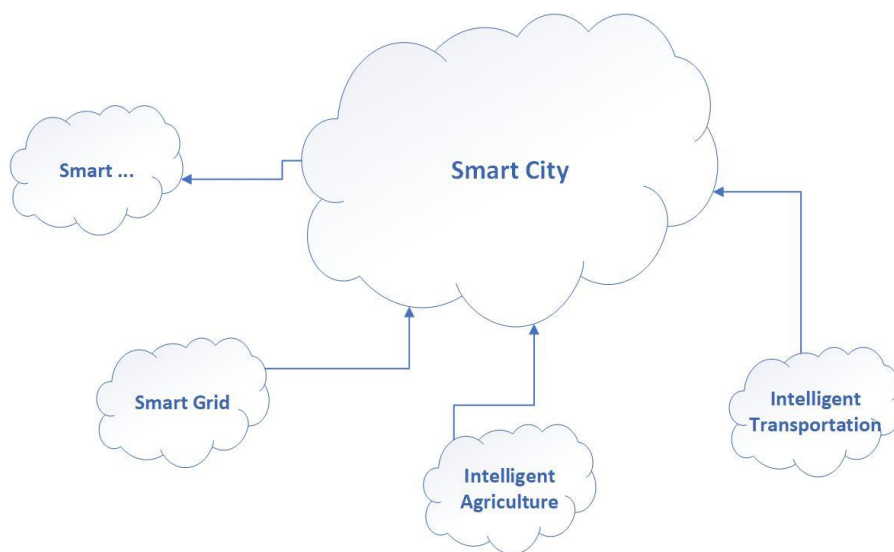 Smart City
Smart ...
Smart Grid
Intelligent
Agriculture
Intelligent
Transportation